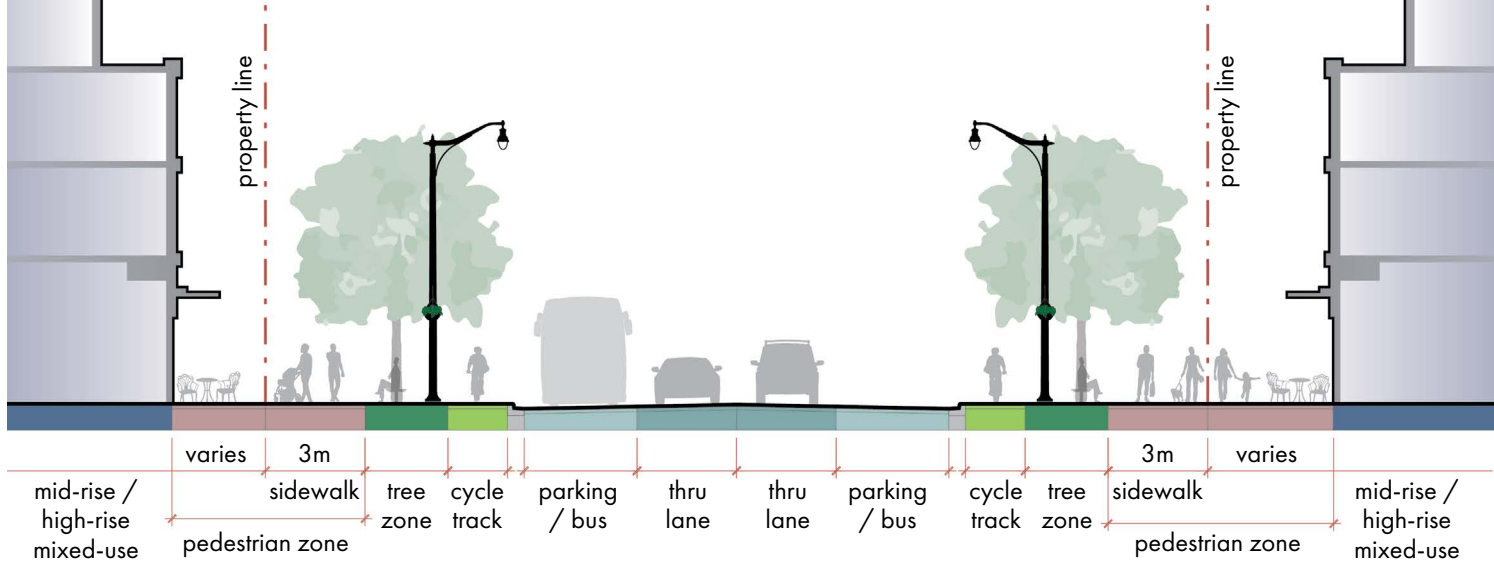 property line
property line
varies
3m
3m
varies
mid-rise /
high-rise
mixed-use
sidewalk
pedestrian zone
tree
zone
cycle
track
parking
/ bus
thru
lane
thru
lane
parking
/ bus
cycle
track
tree
zone
sidewalk
pedestrian zone
mid-rise /
high-rise
mixed-use